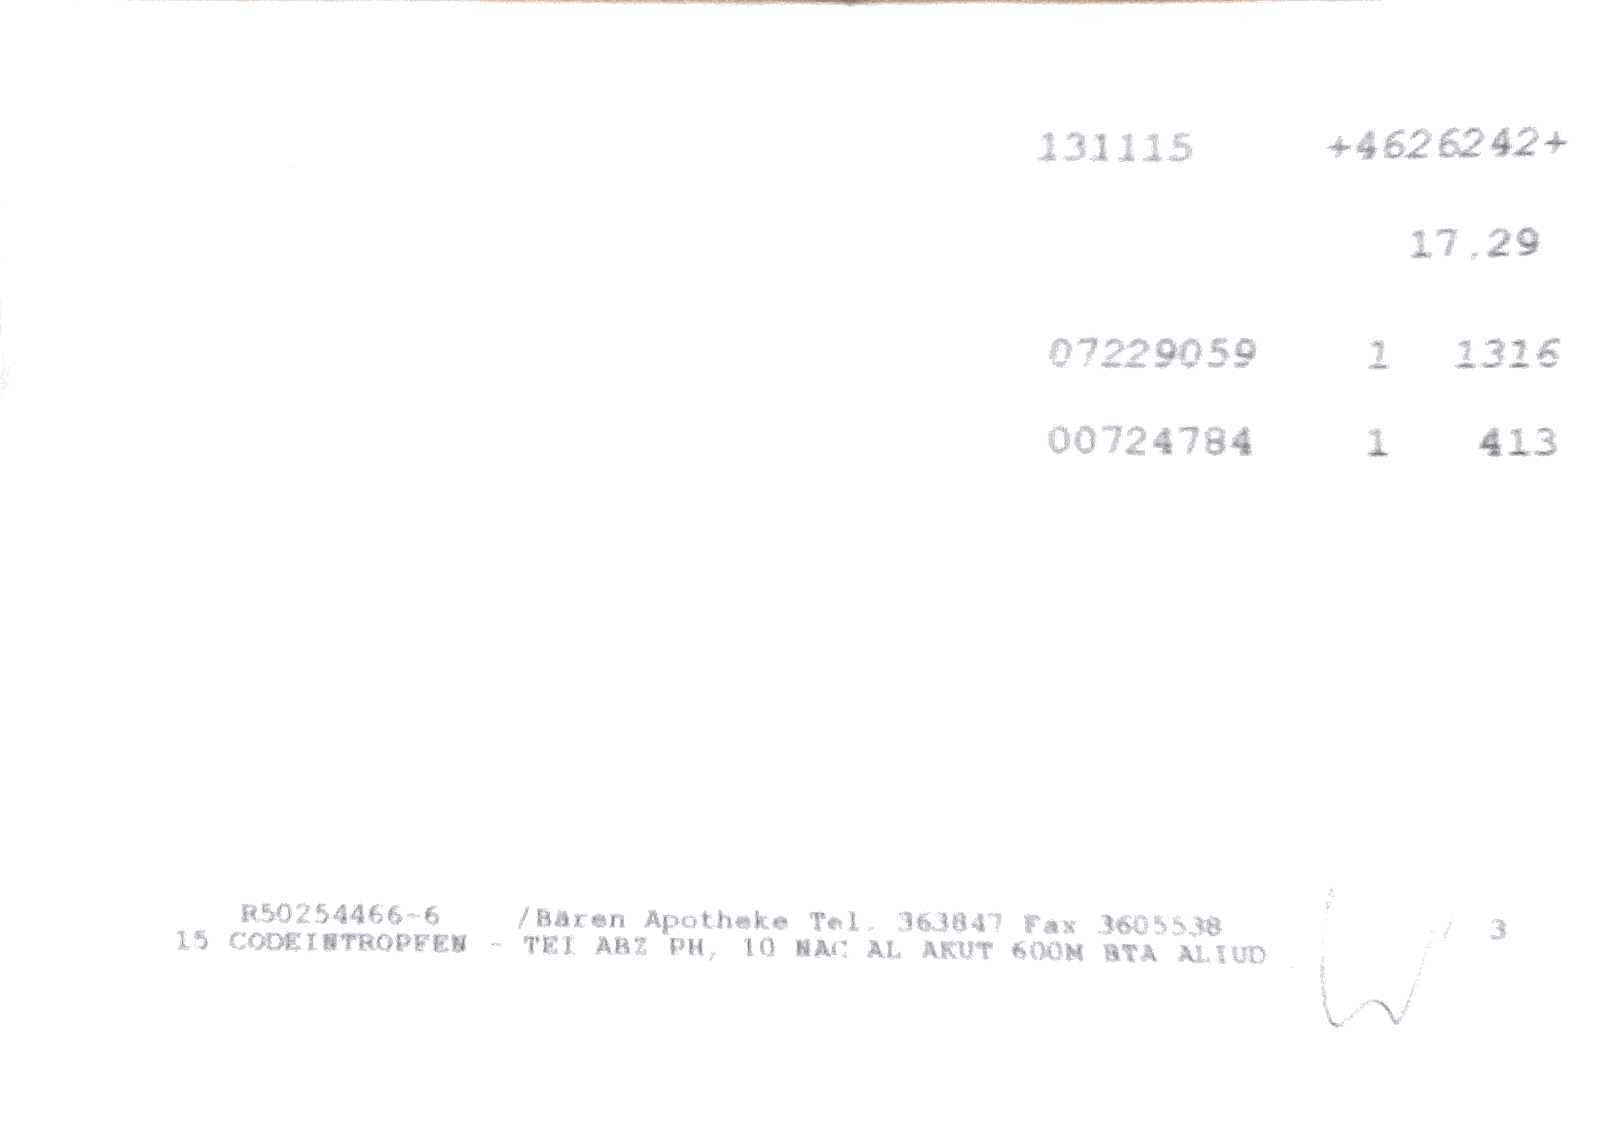 131115 +4626242+
17,29
07229059 1 1316
00724784 1 413
R50254466-6 /Bären Apotheke Tel. 363847 Fax 3605538 3
15 CODEINTROPFEN - TEI ABZ PH, 10 NAC AL AKUT 600M BTA ALIUD